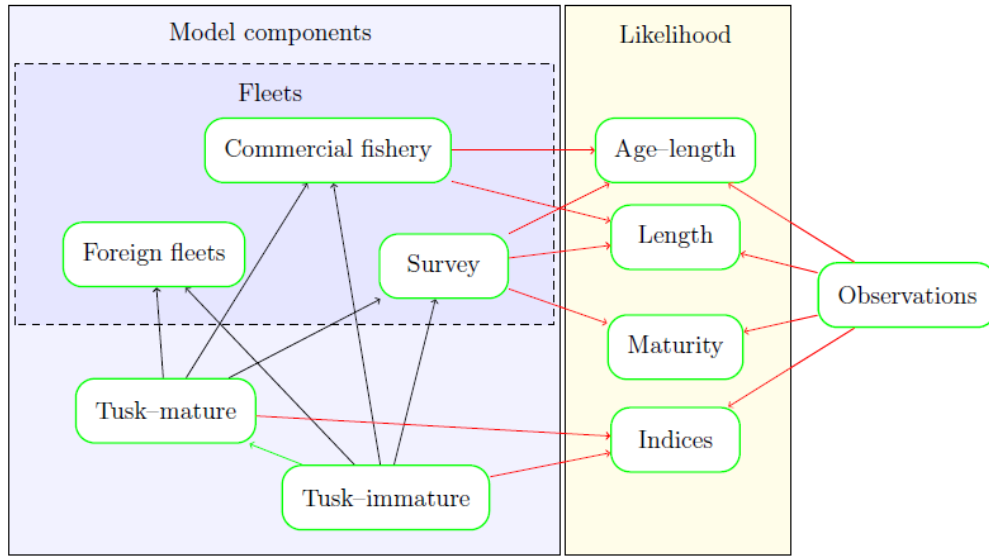 Model components
Likelihood
Fleets
Commercial fishery
Age–length
Length
Foreign fleets
Survey
Observations
Maturity
Tusk–mature
Indices
Tusk–immature